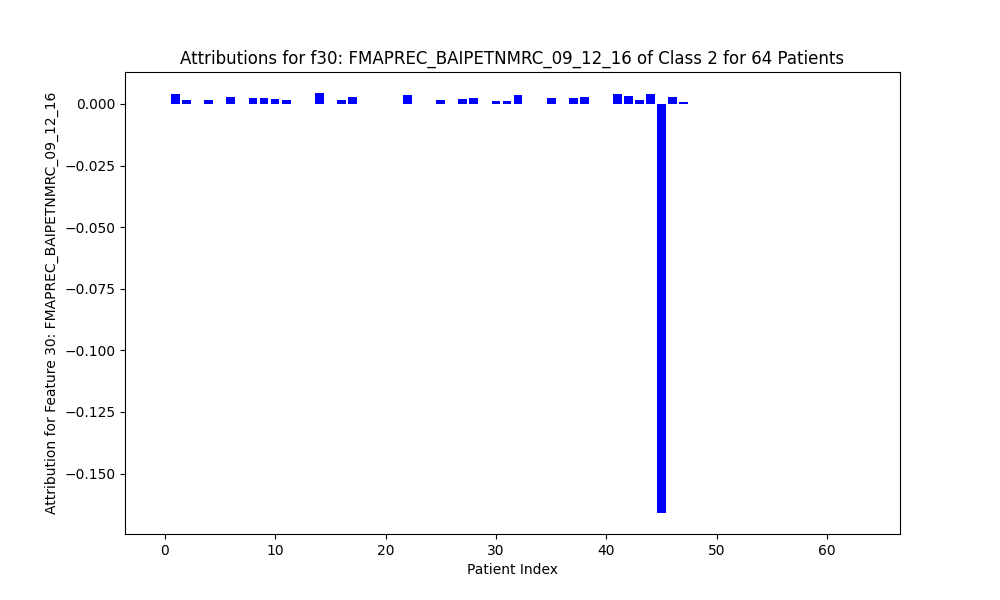 Attributions for f30: FMAPREC_BAIPETNMRC_09_12_16 of Class 2 for 64 Patients
Attribution for Feature 30: FMAPREC_BAIPETNMRC_09_12_16
0.000
−0.025
−0.050
−0.075
−0.100
−0.125
−0.150
0 10 20 30 40 50 60
Patient Index